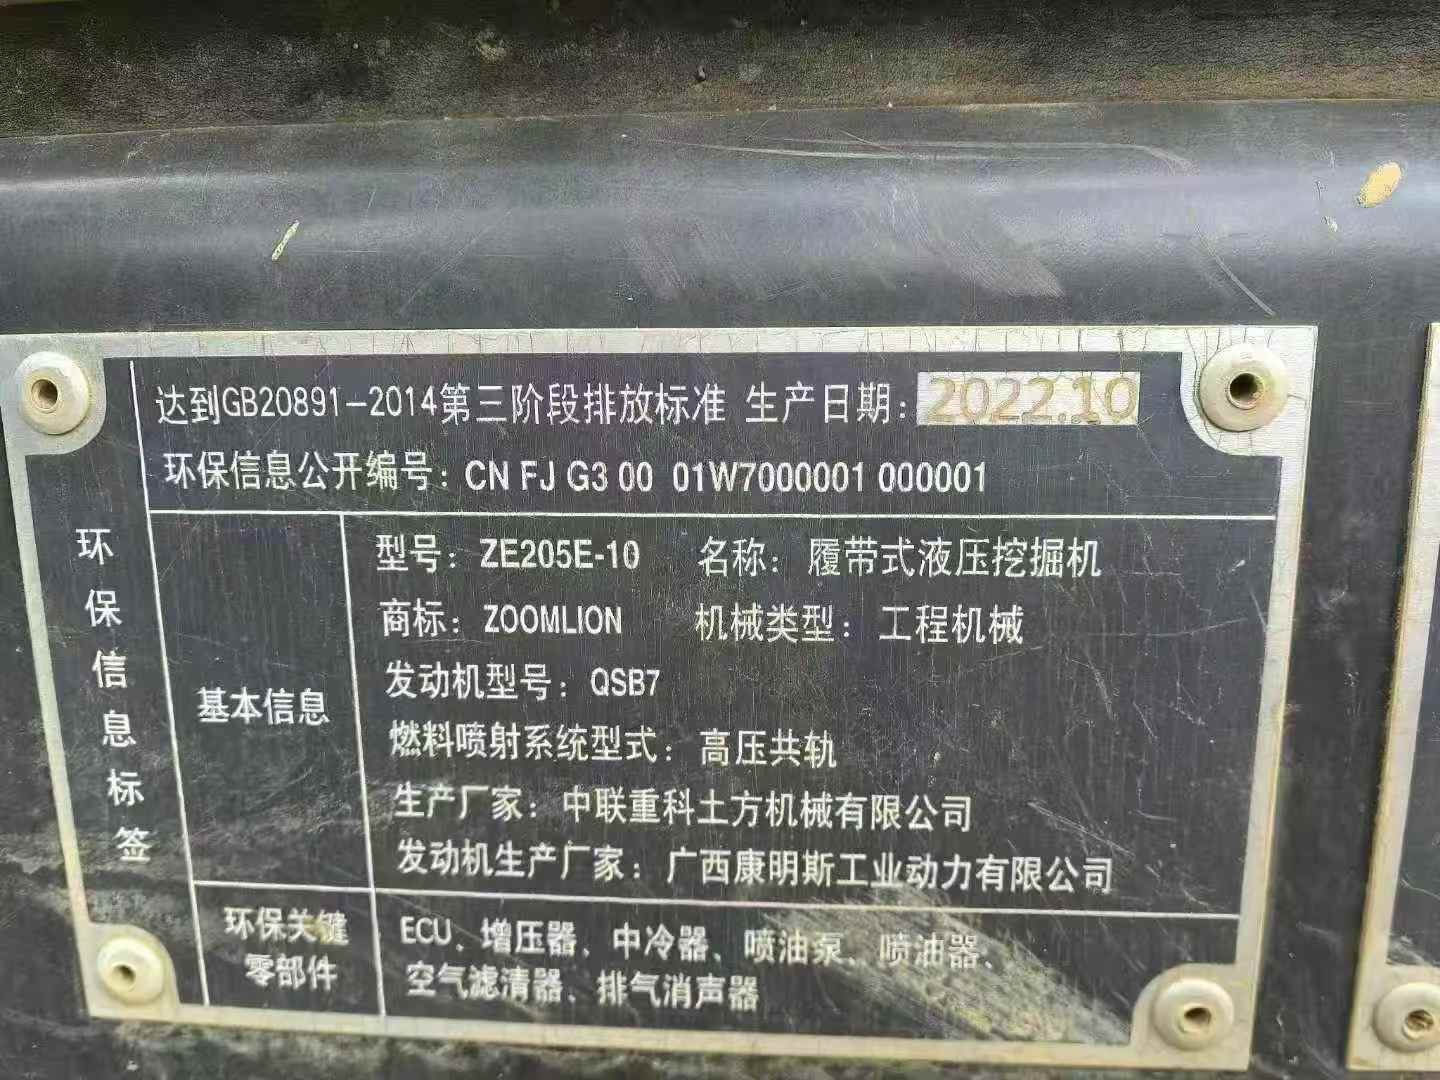 达到GB20891-2014第三阶段排放标准 生产日期：2022.10
环保信息公开编号：CN FJ G3 00 01W7000001 000001
环保信息标签
基本信息
型号：ZE205E-10 名称：履带式液压挖掘机
商标：ZOOMLION 机械类型：工程机械
发动机型号：QSB7
燃料喷射系统型式：高压共轨
生产厂家：中联重科土方机械有限公司
发动机生产厂家：广西康明斯工业动力有限公司
环保关键
零部件
ECU、增压器、中冷器、喷油泵、喷油器、
空气滤清器、排气消声器